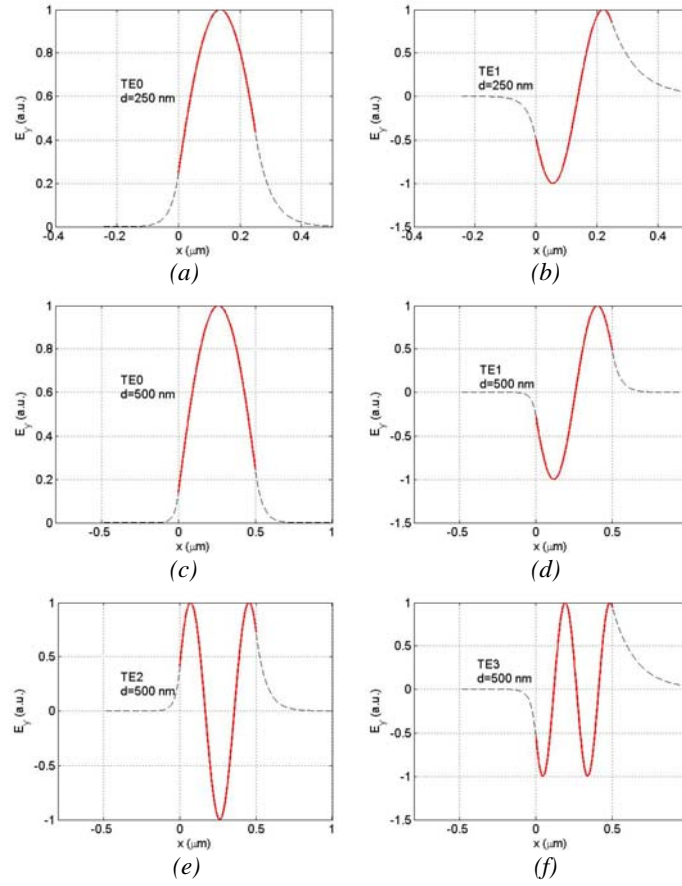 1
0.8
0.6
0.4
0.2
0
E_y (a.u.)
TE0
d=250 nm
-0.4 -0.2 0 0.2 0.4
x (μm)
(a)
1
0.5
0
-0.5
-1
-1.5
E_y (a.u.)
TE1
d=250 nm
-0.4 -0.2 0 0.2 0.4
x (μm)
(b)
1
0.8
0.6
0.4
0.2
0
E_y (a.u.)
TE0
d=500 nm
-0.5 0 0.5 1
x (μm)
(c)
1
0.5
0
-0.5
-1
-1.5
E_y (a.u.)
TE1
d=500 nm
-0.5 0 0.5
x (μm)
(d)
1
0.5
0
-0.5
-1
E_y (a.u.)
TE2
d=500 nm
-0.5 0 0.5 1
x (μm)
(e)
1
0.5
0
-0.5
-1
-1.5
E_y (a.u.)
TE3
d=500 nm
-0.5 0 0.5
x (μm)
(f)